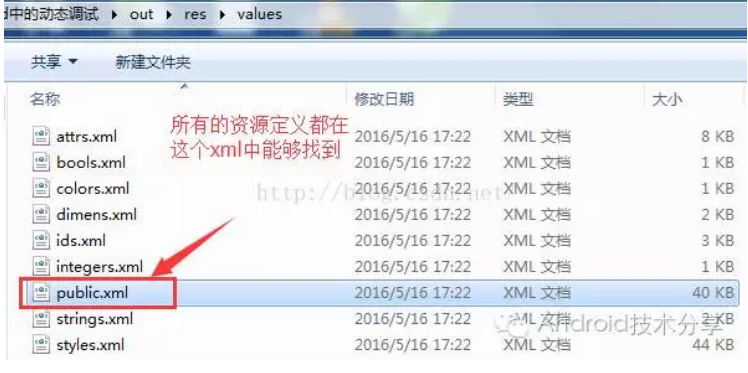 d中的动态调试 ▸ out ▸ res ▸ values
共享 ▼ 新建文件夹
名称 修改日期 类型 大小
所有的资源定义都在
这个xml中能够找到
attrs.xml 2016/5/16 17:22 XML 文档 8 KB
bools.xml 2016/5/16 17:22 XML 文档 1 KB
colors.xml 2016/5/16 17:22 XML 文档 1 KB
http://blog.csdn.net/
dimens.xml 2016/5/16 17:22 XML 文档 2 KB
ids.xml 2016/5/16 17:22 XML 文档 3 KB
integers.xml 2016/5/16 17:22 XML 文档 1 KB
public.xml 2016/5/16 17:22 XML 文档 40 KB
strings.xml 2016/5/16 17:22 XML 文档 2 KB
Android技术分享
styles.xml 2016/5/16 17:22 XML 文档 44 KB